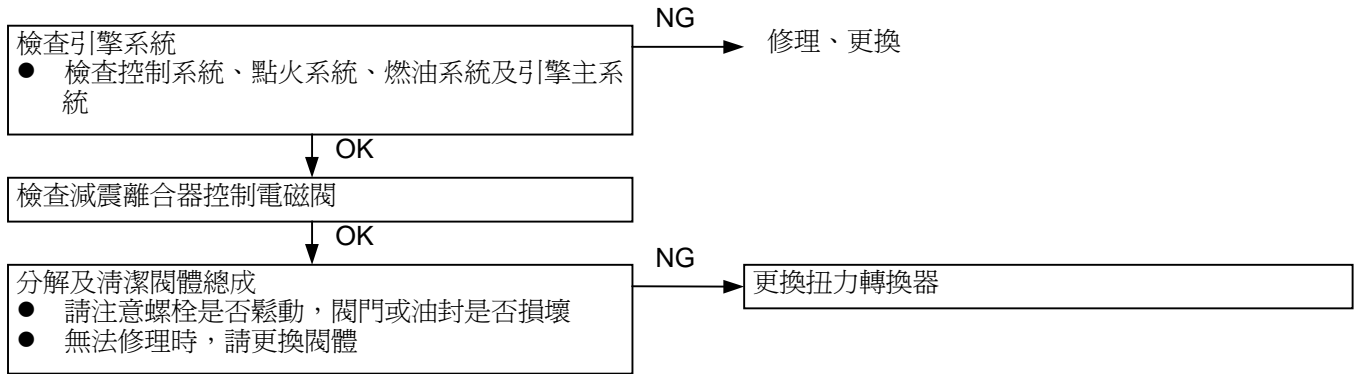 檢查引擎系統
● 檢查控制系統、點火系統、燃油系統及引擎主系
統
NG
修理、更換
OK
檢查減震離合器控制電磁閥
OK
分解及清潔閥體總成
● 請注意螺栓是否鬆動，閥門或油封是否損壞
● 無法修理時，請更換閥體
NG
更換扭力轉換器